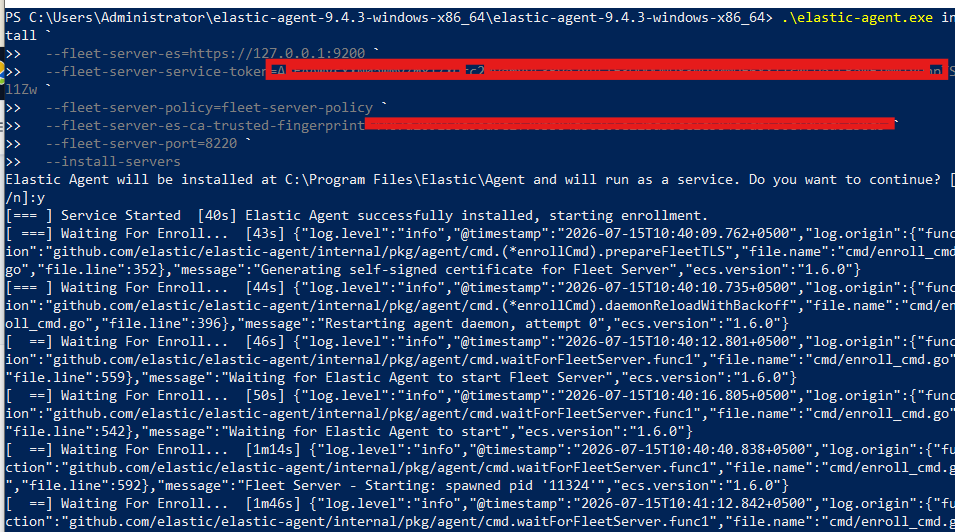 PS C:\Users\Administrator\elastic-agent-9.4.3-windows-x86_64\elastic-agent-9.4.3-windows-x86_64> .\elastic-agent.exe in
tall `
>>   --fleet-server-es=https://127.0.0.1:9200 `
>>   --fleet-server-service-token=A
l1Zw `
>>   --fleet-server-policy=fleet-server-policy `
>>   --fleet-server-es-ca-trusted-fingerprint `
>>   --fleet-server-port=8220 `
>>   --install-servers
Elastic Agent will be installed at C:\Program Files\Elastic\Agent and will run as a service. Do you want to continue? [
/n]:y
[=== ] Service Started  [40s] Elastic Agent successfully installed, starting enrollment.
[ ===] Waiting For Enroll...  [43s] {"log.level":"info","@timestamp":"2026-07-15T10:40:09.762+0500","log.origin":{"func
ion":"github.com/elastic/elastic-agent/internal/pkg/agent/cmd.(*enrollCmd).prepareFleetTLS","file.name":"cmd/enroll_cmd
go","file.line":352},"message":"Generating self-signed certificate for Fleet Server","ecs.version":"1.6.0"}
[=== ] Waiting For Enroll...  [44s] {"log.level":"info","@timestamp":"2026-07-15T10:40:10.735+0500","log.origin":{"func
ion":"github.com/elastic/elastic-agent/internal/pkg/agent/cmd.(*enrollCmd).daemonReloadWithBackoff","file.name":"cmd/en
oll_cmd.go","file.line":396},"message":"Restarting agent daemon, attempt 0","ecs.version":"1.6.0"}
[  ==] Waiting For Enroll...  [46s] {"log.level":"info","@timestamp":"2026-07-15T10:40:12.801+0500","log.origin":{"func
ion":"github.com/elastic/elastic-agent/internal/pkg/agent/cmd.waitForFleetServer.func1","file.name":"cmd/enroll_cmd.go"
"file.line":559},"message":"Waiting for Elastic Agent to start Fleet Server","ecs.version":"1.6.0"}
[  ==] Waiting For Enroll...  [50s] {"log.level":"info","@timestamp":"2026-07-15T10:40:16.805+0500","log.origin":{"func
ion":"github.com/elastic/elastic-agent/internal/pkg/agent/cmd.waitForFleetServer.func1","file.name":"cmd/enroll_cmd.go"
"file.line":542},"message":"Waiting for Elastic Agent to start","ecs.version":"1.6.0"}
[  ==] Waiting For Enroll...  [1m14s] {"log.level":"info","@timestamp":"2026-07-15T10:40:40.838+0500","log.origin":{"fu
ction":"github.com/elastic/elastic-agent/internal/pkg/agent/cmd.waitForFleetServer.func1","file.name":"cmd/enroll_cmd.g
","file.line":592},"message":"Fleet Server - Starting: spawned pid '11324'","ecs.version":"1.6.0"}
[  ==] Waiting For Enroll...  [1m46s] {"log.level":"info","@timestamp":"2026-07-15T10:41:12.842+0500","log.origin":{"fu
ction":"github.com/elastic/elastic-agent/internal/pkg/agent/cmd.waitForFleetServer.func1","file.name":"cmd/enroll_cmd.g